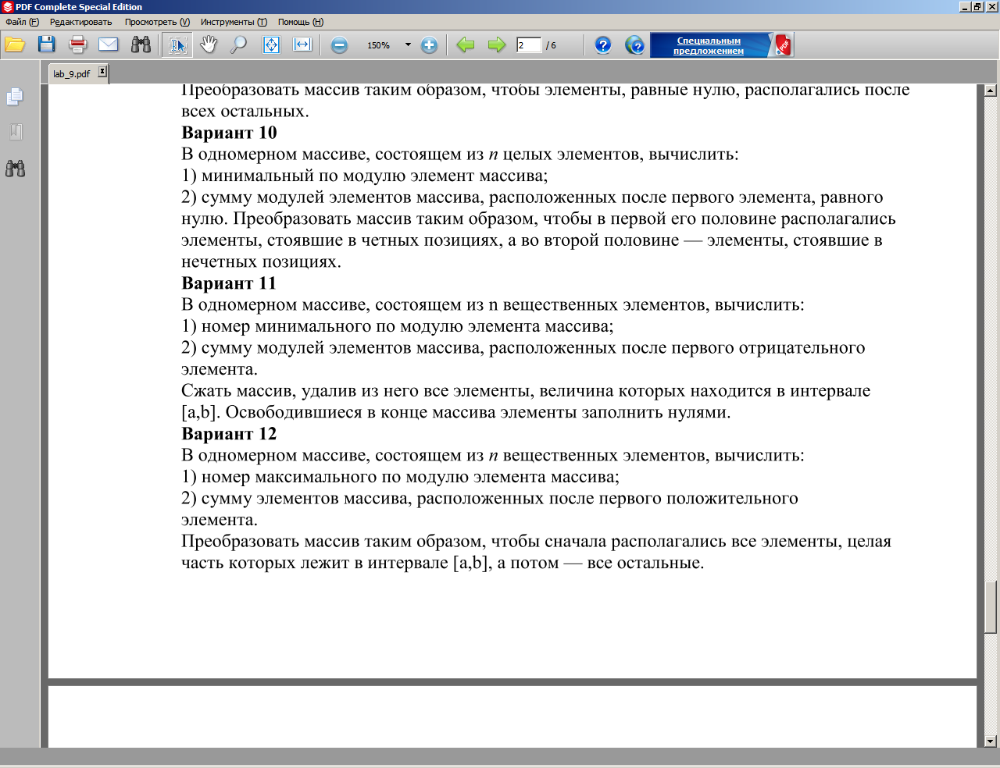 PDF Complete Special Edition
Файл (F) Редактировать Просмотреть (V) Инструменты (T) Помощь (H)
150% 2 / 6 Специальным предложением PDF
lab_9.pdf
Преобразовать массив таким образом, чтобы элементы, равные нулю, располагались после
всех остальных.
Вариант 10
В одномерном массиве, состоящем из n целых элементов, вычислить:
1) минимальный по модулю элемент массива;
2) сумму модулей элементов массива, расположенных после первого элемента, равного
нулю. Преобразовать массив таким образом, чтобы в первой его половине располагались
элементы, стоявшие в четных позициях, а во второй половине — элементы, стоявшие в
нечетных позициях.
Вариант 11
В одномерном массиве, состоящем из n вещественных элементов, вычислить:
1) номер минимального по модулю элемента массива;
2) сумму модулей элементов массива, расположенных после первого отрицательного
элемента.
Сжать массив, удалив из него все элементы, величина которых находится в интервале
[a,b]. Освободившиеся в конце массива элементы заполнить нулями.
Вариант 12
В одномерном массиве, состоящем из n вещественных элементов, вычислить:
1) номер максимального по модулю элемента массива;
2) сумму элементов массива, расположенных после первого положительного
элемента.
Преобразовать массив таким образом, чтобы сначала располагались все элементы, целая
часть которых лежит в интервале [a,b], а потом — все остальные.